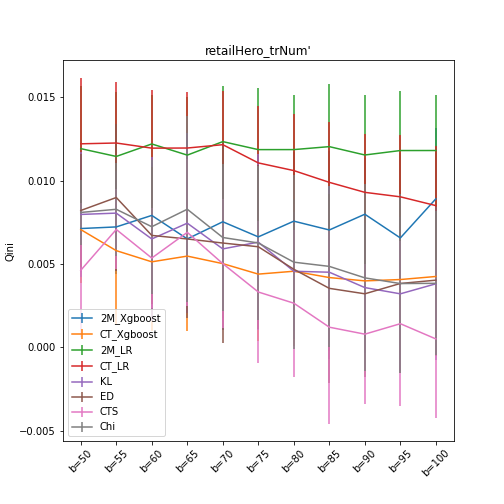 retailHero_trNum'
Qini
0.015
0.010
0.005
0.000
−0.005
2M_Xgboost
CT_Xgboost
2M_LR
CT_LR
KL
ED
CTS
Chi
b=50
b=55
b=60
b=65
b=70
b=75
b=80
b=85
b=90
b=95
b=100